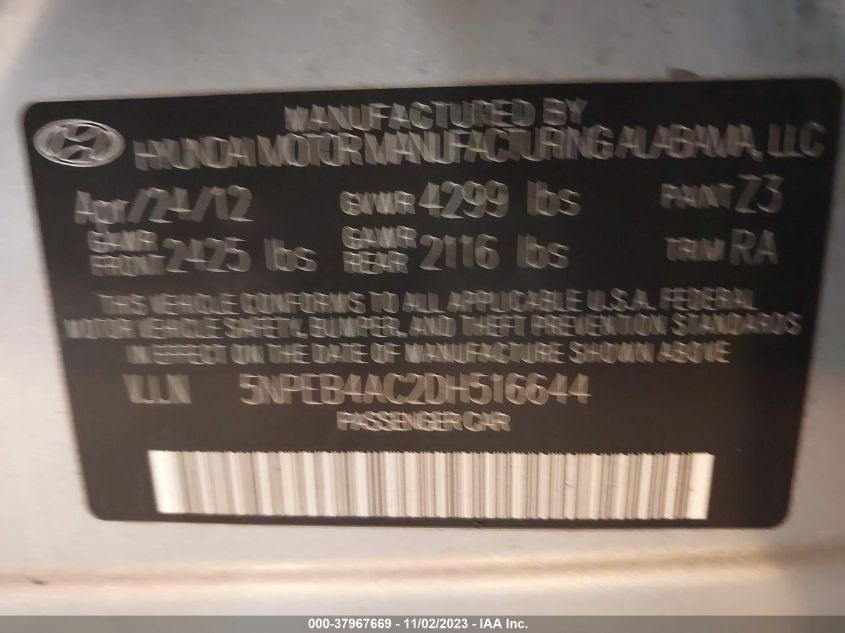 MANUFACTURED BY
HYUNDAI MOTOR MANUFACTURING ALABAMA, LLC
Apr/24/12 GVWR 4299 lbs PAINT Z3
GAWR FRONT 2425 lbs GAWR REAR 2116 lbs TRIM RA
THIS VEHICLE CONFORMS TO ALL APPLICABLE U.S.A. FEDERAL
MOTOR VEHICLE SAFETY, BUMPER, AND THEFT PREVENTION STANDARDS
IN EFFECT ON THE DATE OF MANUFACTURE SHOWN ABOVE.
V.I.N 5NPEB4AC2DH516644
PASSENGER CAR
000-37967669 - 11/02/2023 - IAA Inc.